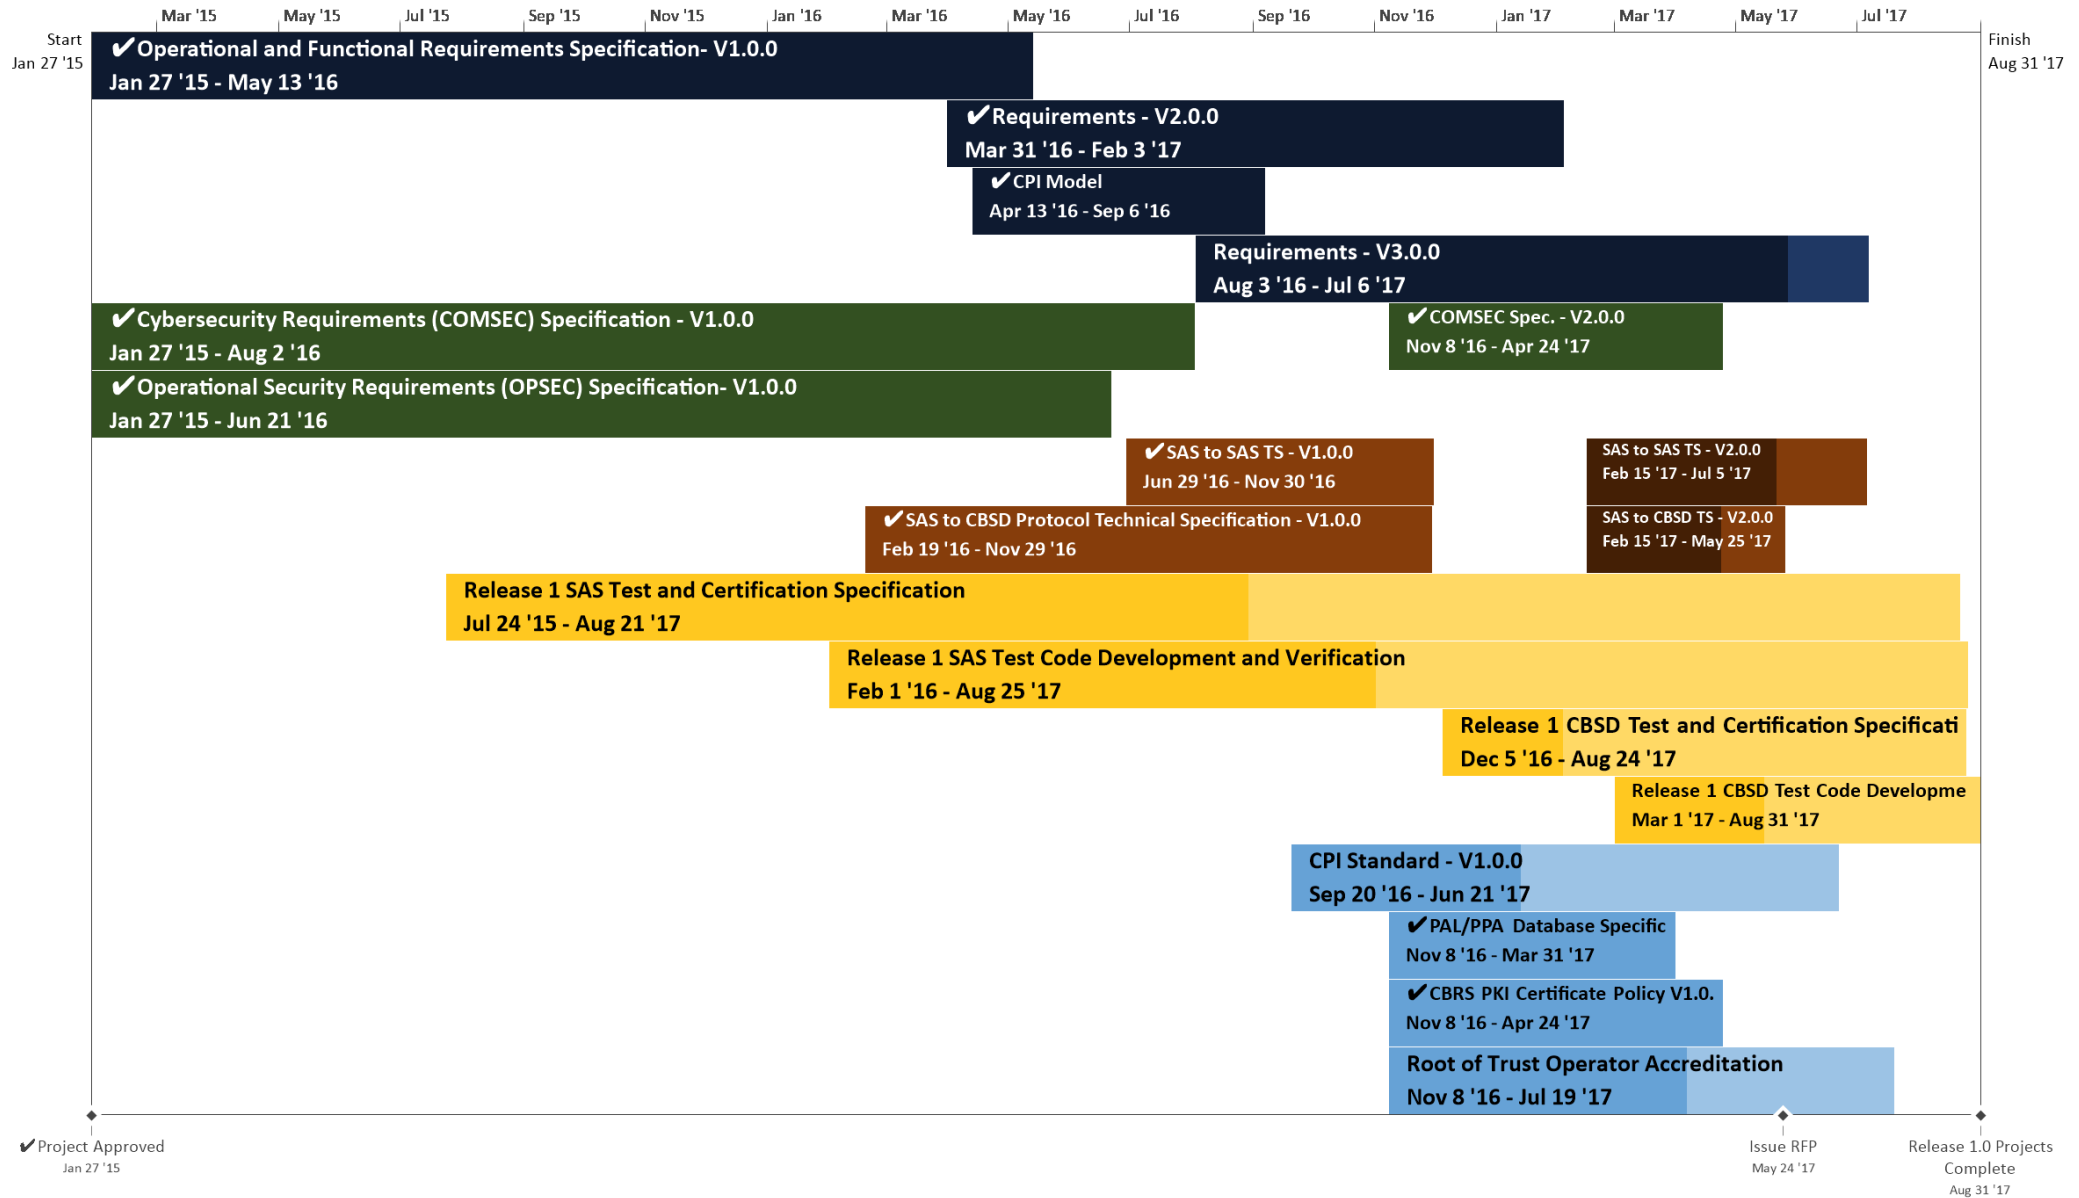 Mar '15
May '15
Jul '15
Sep '15
Nov '15
Jan '16
Mar '16
May '16
Jul '16
Sep '16
Nov '16
Jan '17
Mar '17
May '17
Jul '17
Start
Jan 27 '15
Finish
Aug 31 '17
✔Operational and Functional Requirements Specification- V1.0.0
Jan 27 '15 - May 13 '16
✔Requirements - V2.0.0
Mar 31 '16 - Feb 3 '17
✔CPI Model
Apr 13 '16 - Sep 6 '16
Requirements - V3.0.0
Aug 3 '16 - Jul 6 '17
✔Cybersecurity Requirements (COMSEC) Specification - V1.0.0
Jan 27 '15 - Aug 2 '16
✔COMSEC Spec. - V2.0.0
Nov 8 '16 - Apr 24 '17
✔Operational Security Requirements (OPSEC) Specification- V1.0.0
Jan 27 '15 - Jun 21 '16
✔SAS to SAS TS - V1.0.0
Jun 29 '16 - Nov 30 '16
SAS to SAS TS - V2.0.0
Feb 15 '17 - Jul 5 '17
✔SAS to CBSD Protocol Technical Specification - V1.0.0
Feb 19 '16 - Nov 29 '16
SAS to CBSD TS - V2.0.0
Feb 15 '17 - May 25 '17
Release 1 SAS Test and Certification Specification
Jul 24 '15 - Aug 21 '17
Release 1 SAS Test Code Development and Verification
Feb 1 '16 - Aug 25 '17
Release 1 CBSD Test and Certification Specificati
Dec 5 '16 - Aug 24 '17
Release 1 CBSD Test Code Developme
Mar 1 '17 - Aug 31 '17
CPI Standard - V1.0.0
Sep 20 '16 - Jun 21 '17
✔PAL/PPA Database Specific
Nov 8 '16 - Mar 31 '17
✔CBRS PKI Certificate Policy V1.0.
Nov 8 '16 - Apr 24 '17
Root of Trust Operator Accreditation
Nov 8 '16 - Jul 19 '17
✔Project Approved
Jan 27 '15
Issue RFP
May 24 '17
Release 1.0 Projects
Complete
Aug 31 '17